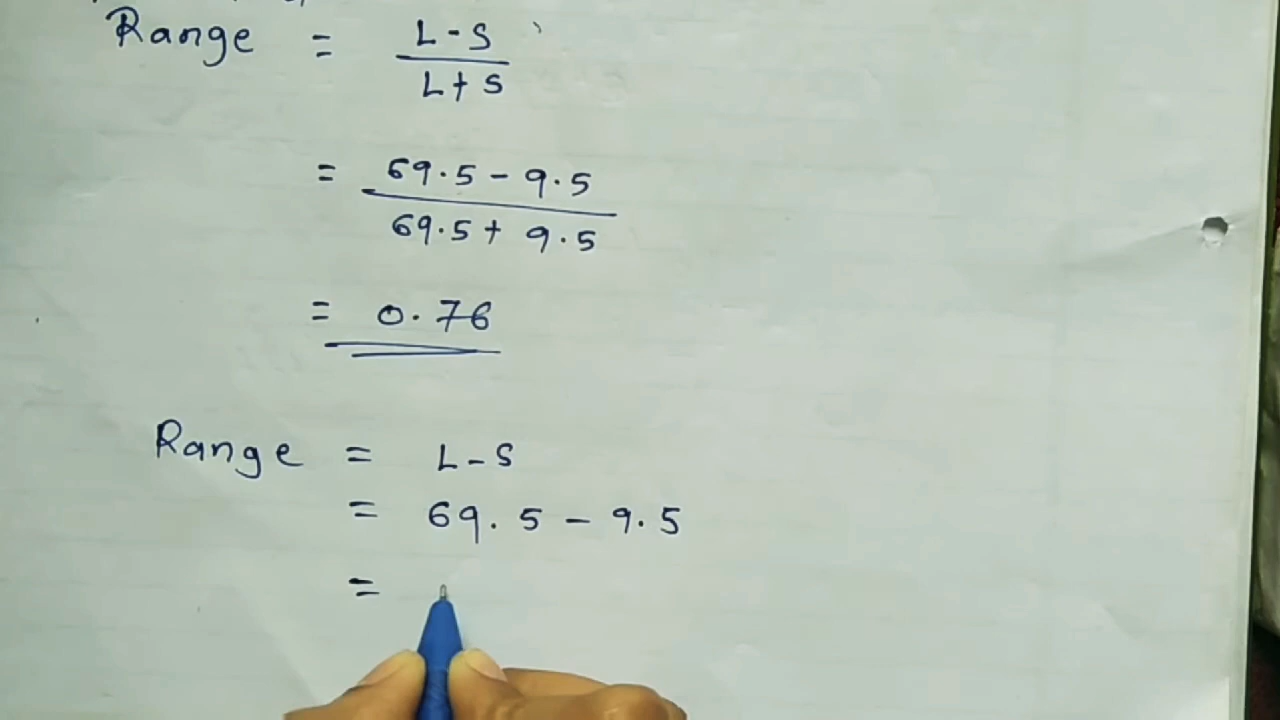 Range = L-S
L+S
= 69.5 - 9.5
69.5 + 9.5
= 0.76
Range = L-S
= 69.5 - 9.5
=